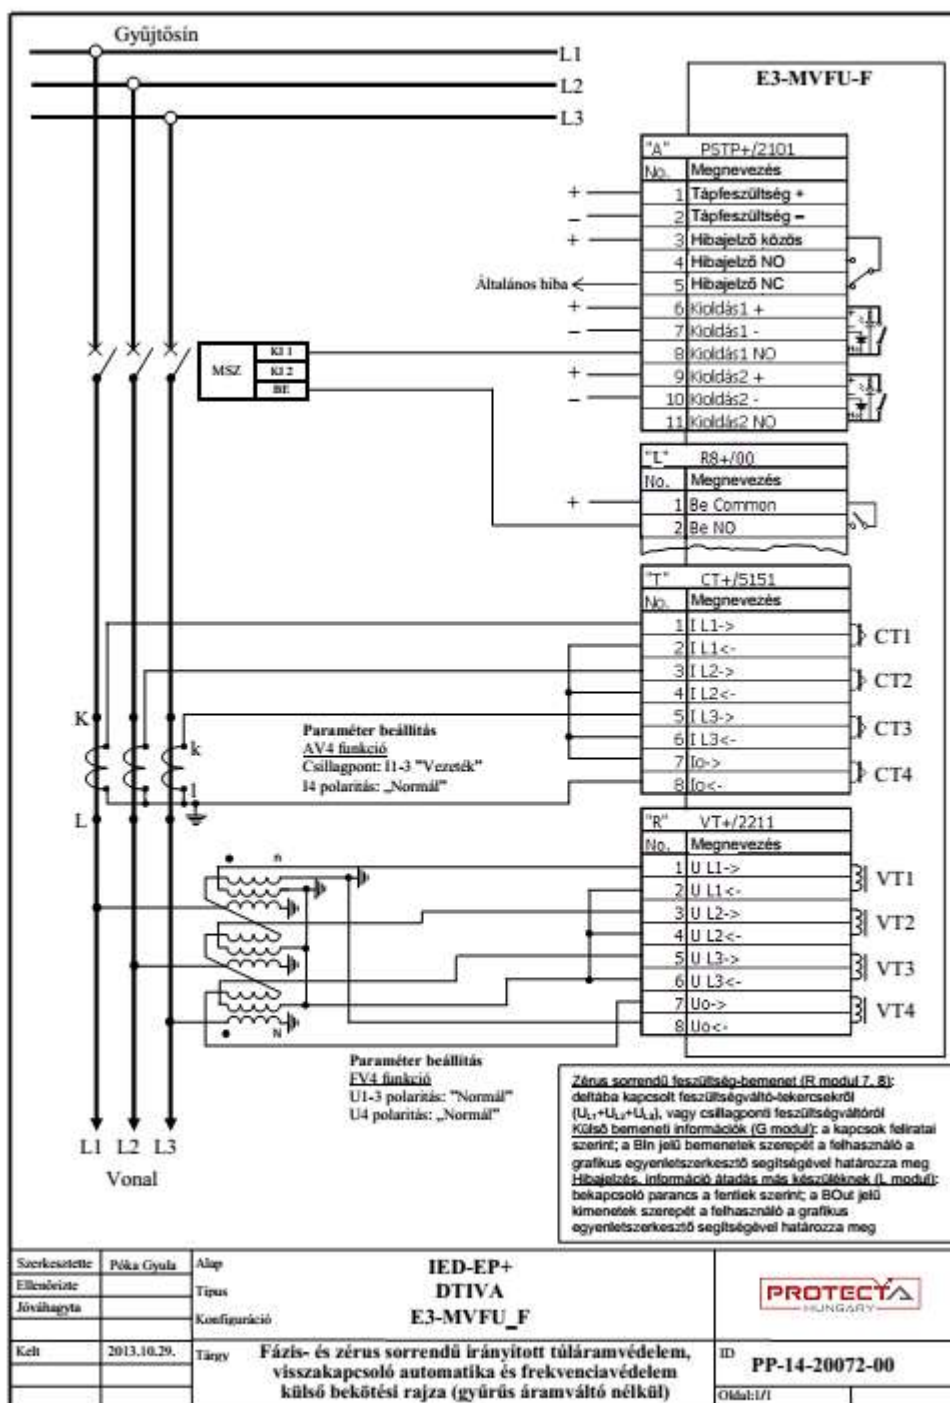 Gyűjtősín
L1
L2
L3
E3-MVFU-F
"A" PSTP+/2101
No. Megnevezés
+ 1 Tápfeszültség +
– 2 Tápfeszültség –
+ 3 Hibajelző közös
4 Hibajelző NO
Általános hiba 5 Hibajelző NC
+ 6 Kioldás1 +
– 7 Kioldás1 -
8 Kioldás1 NO
+ 9 Kioldás2 +
– 10 Kioldás2 -
11 Kioldás2 NO
MSZ
KI 1
KI 2
BE
"L" R8+/00
No. Megnevezés
+ 1 Be Common
2 Be NO
"T" CT+/5151
No. Megnevezés
1 I L1->
2 I L1<-
CT1
3 I L2->
4 I L2<-
CT2
5 I L3->
6 I L3<-
CT3
7 Io->
8 Io<-
CT4
K
k
l
L
Paraméter beállítás
AV4 funkció
Csillagpont: I1-3 "Vezeték"
I4 polaritás: „Normál”
"R" VT+/2211
No. Megnevezés
1 U L1->
2 U L1<-
VT1
3 U L2->
4 U L2<-
VT2
5 U L3->
6 U L3<-
VT3
7 Uo->
8 Uo<-
VT4
n
N
Paraméter beállítás
FV4 funkció
U1-3 polaritás: "Normál"
U4 polaritás: „Normál”
L1 L2 L3
Vonal
Zérus sorrendű feszültség-bemenet (R modul 7, 8):
deltába kapcsolt feszültségváltó-tekercsekről
(UL1+UL2+UL3), vagy csillagponti feszültségváltóról
Külső bemeneti információk (G modul): a kapcsok feliratai
szerint; a BIn jelű bemenetek szerepét a felhasználó a
grafikus egyenletszerkesztő segítségével határozza meg
Hibajelzés, információ átadás más készüléknek (L modul):
bekapcsoló parancs a fentiek szerint; a BOut jelű
kimenetek szerepét a felhasználó a grafikus
egyenletszerkesztő segítségével határozza meg
Szerkesztette Póka Gyula
Ellenőrizte
Jóváhagyta
Kelt 2013.10.29.
Alap IED-EP+
Típus DTIVA
Konfiguráció E3-MVFU_F
Tárgy Fázis- és zérus sorrendű irányított túláramvédelem,
visszakapcsoló automatika és frekvenciavédelem
külső bekötési rajza (gyűrűs áramváltó nélkül)
PROTECTA
HUNGARY
ID
PP-14-20072-00
Oldal:1/1